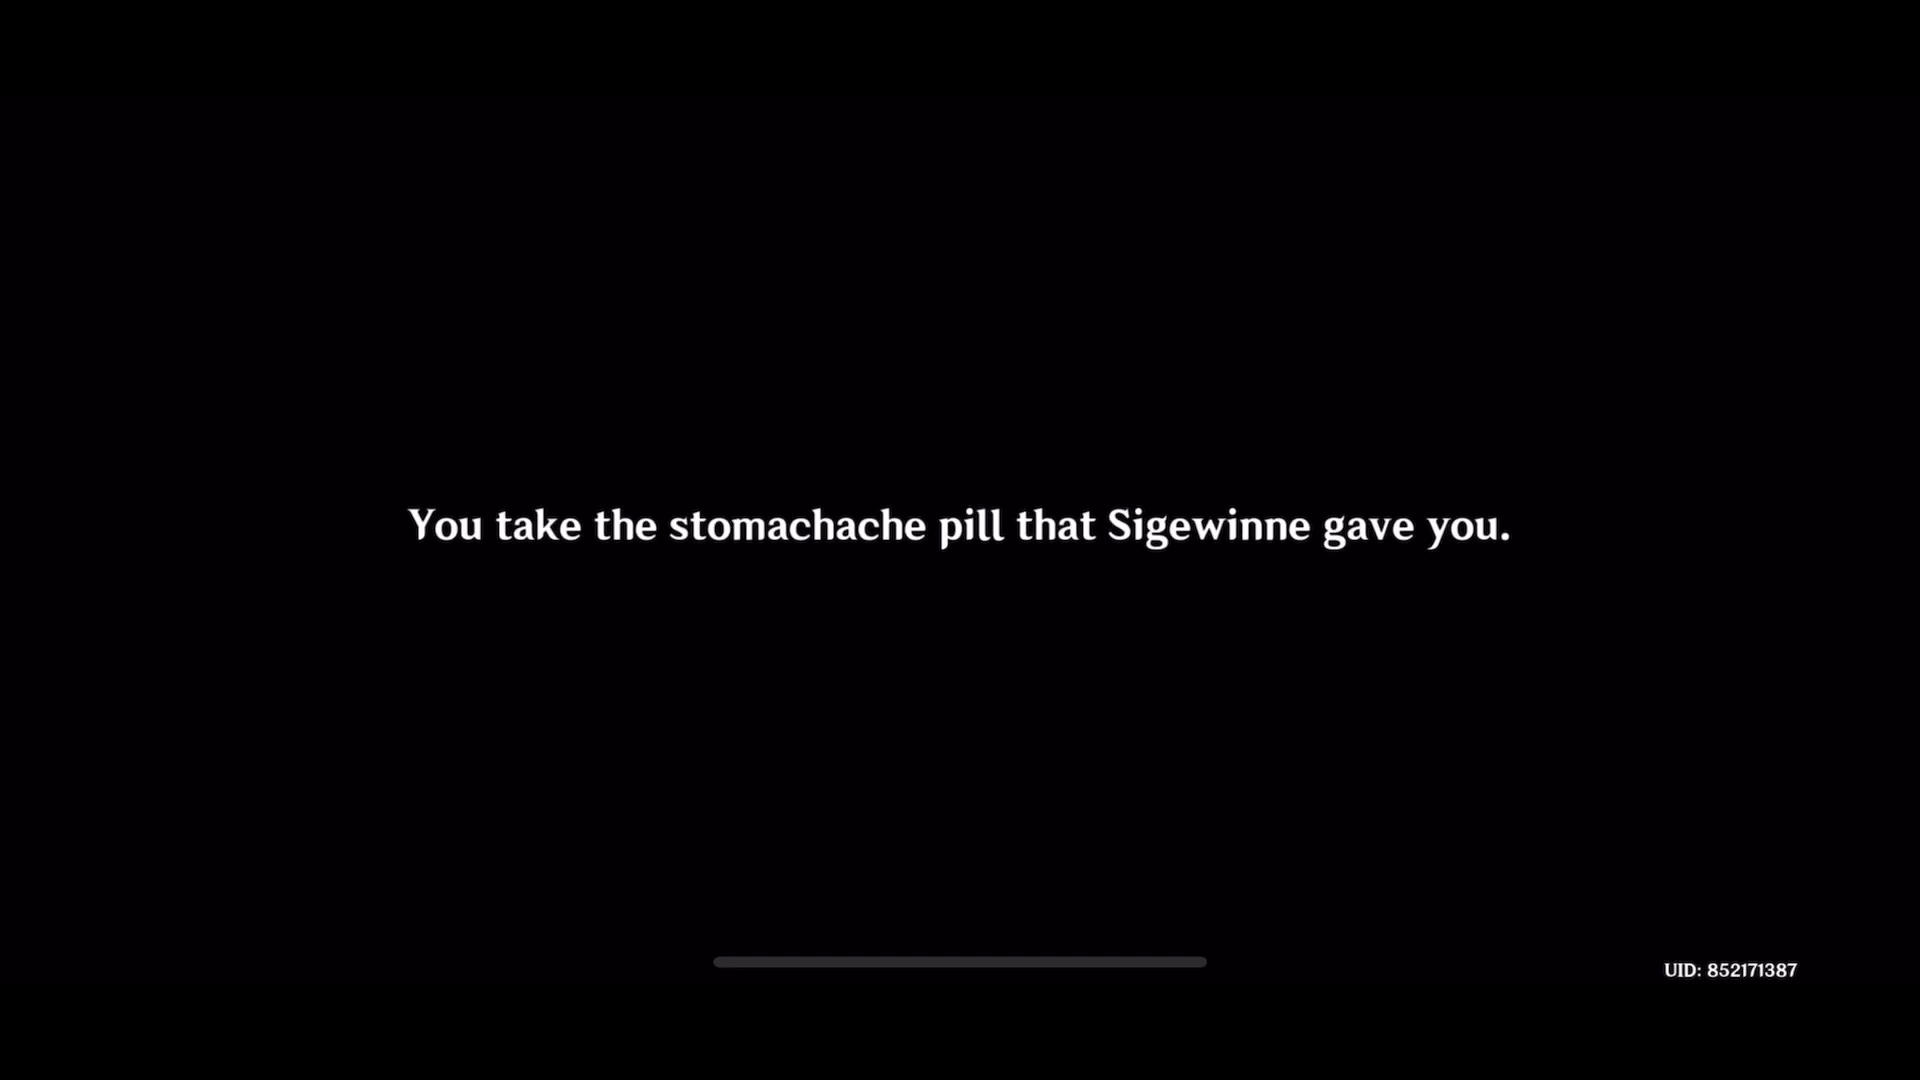 You take the stomachache pill that Sigewinne gave you.
UID: 852171387